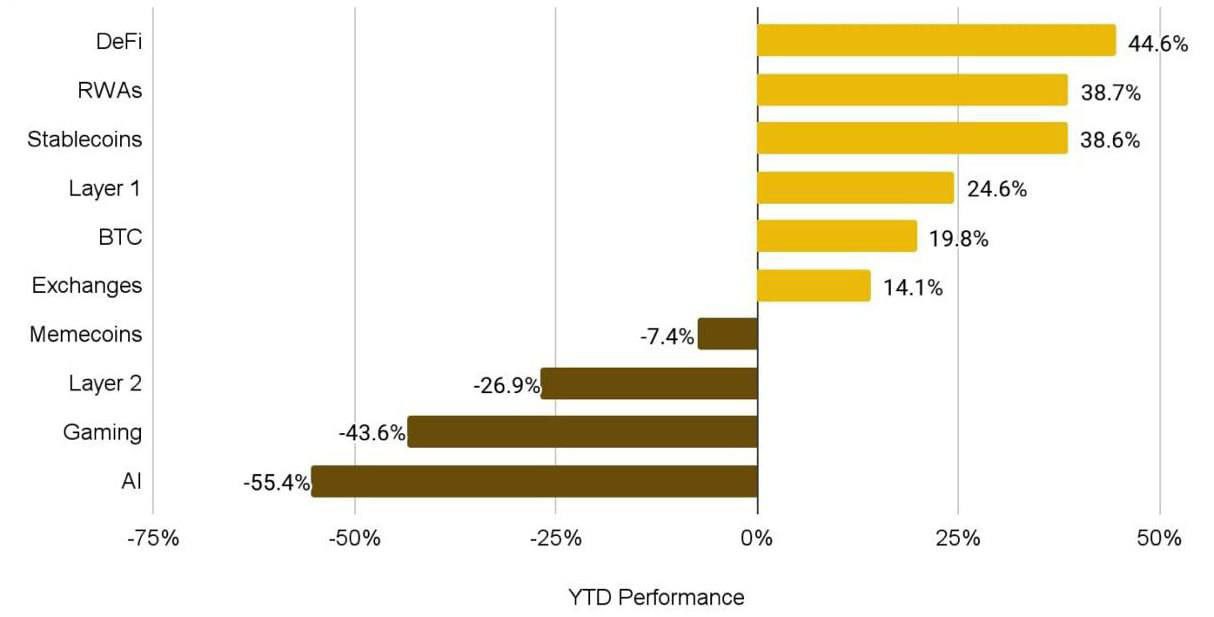 DeFi 44.6%
RWAs 38.7%
Stablecoins 38.6%
Layer 1 24.6%
BTC 19.8%
Exchanges 14.1%
Memecoins -7.4%
Layer 2 -26.9%
Gaming -43.6%
AI -55.4%
-75% -50% -25% 0% 25% 50%
YTD Performance